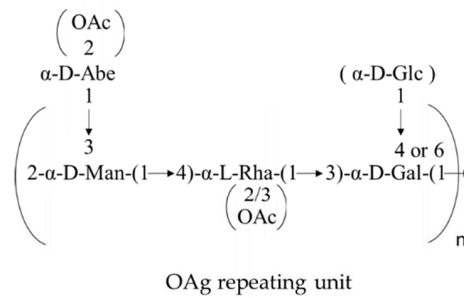 OAc
2
α-D-Abe (α-D-Glc )
1 1
3 4 or 6
2-α-D-Man-(1→4)-α-L-Rha-(1→3)-α-D-Gal-(1→
2/3
OAc
n
OAg repeating unit